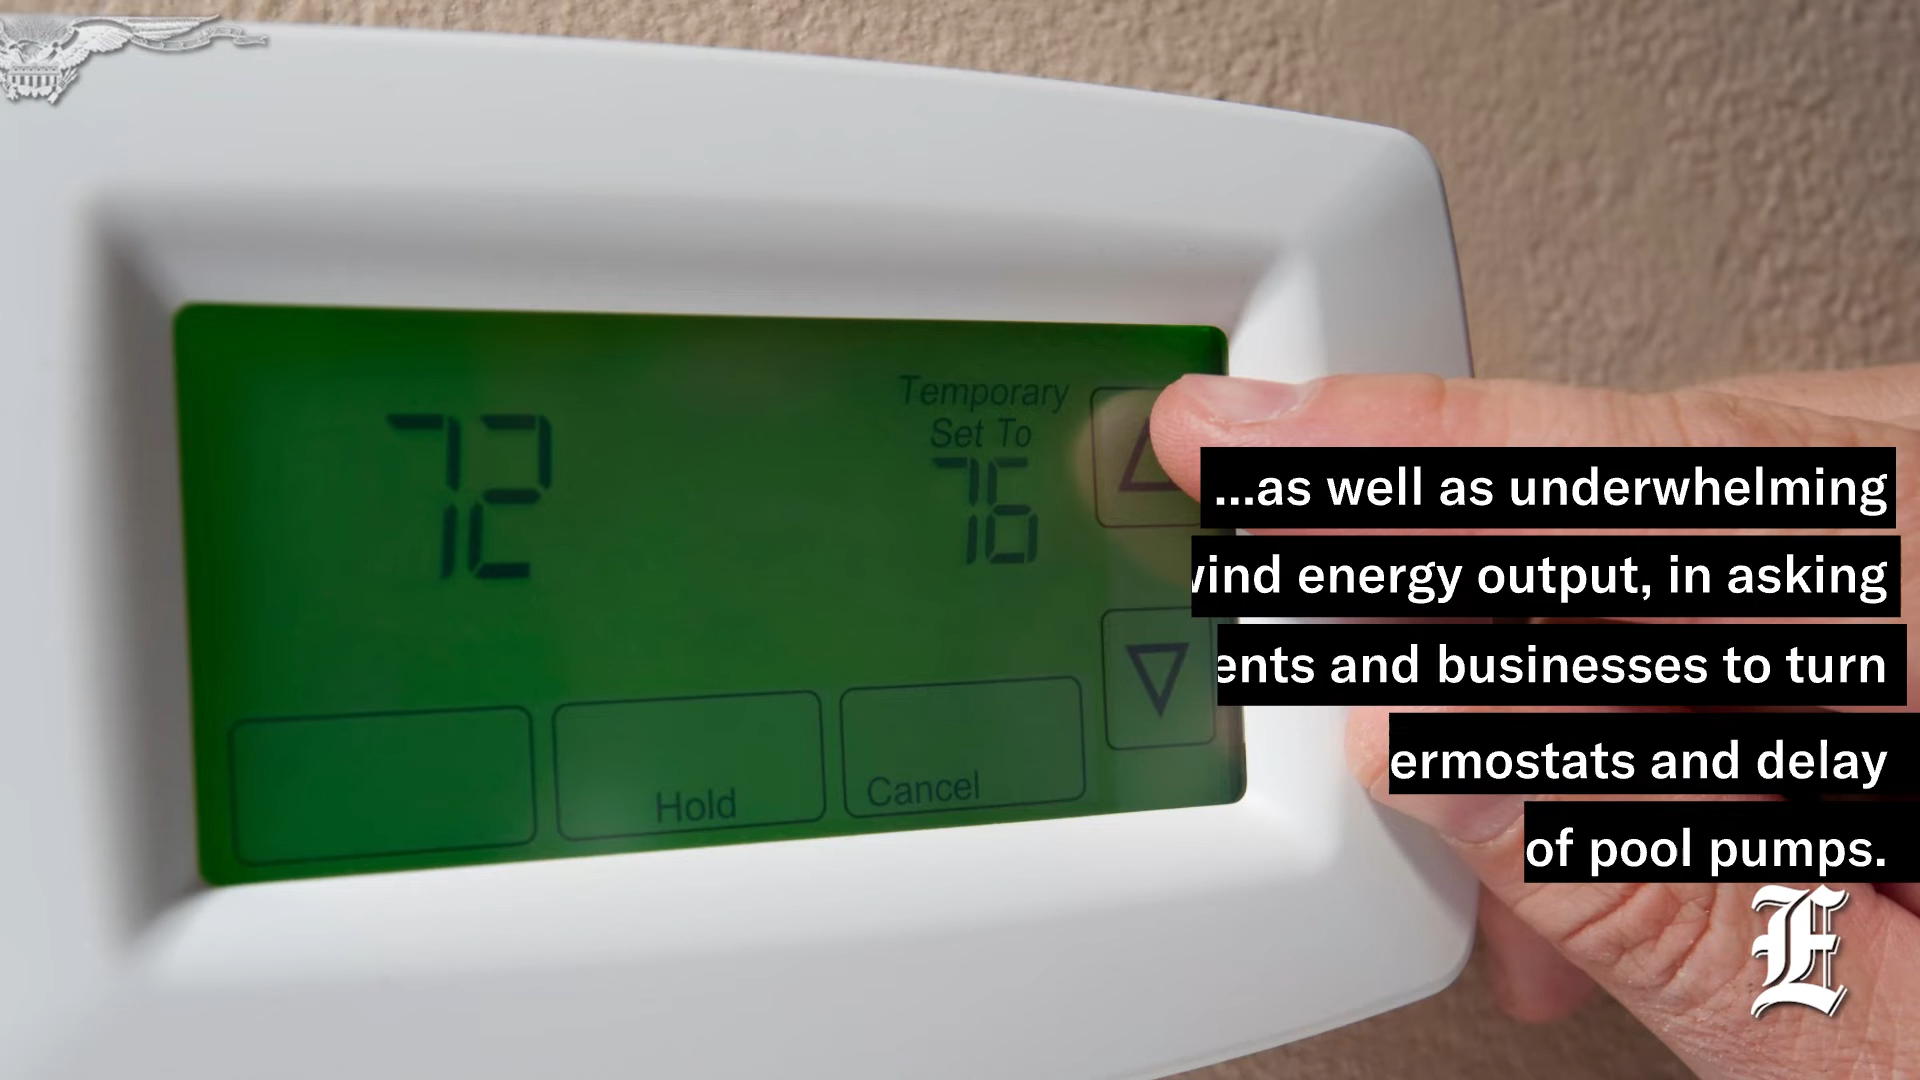 72
Temporary
Set To
76
Hold
Cancel
...as well as underwhelming
ind energy output, in asking
ents and businesses to turn
ermostats and delay
of pool pumps.
E